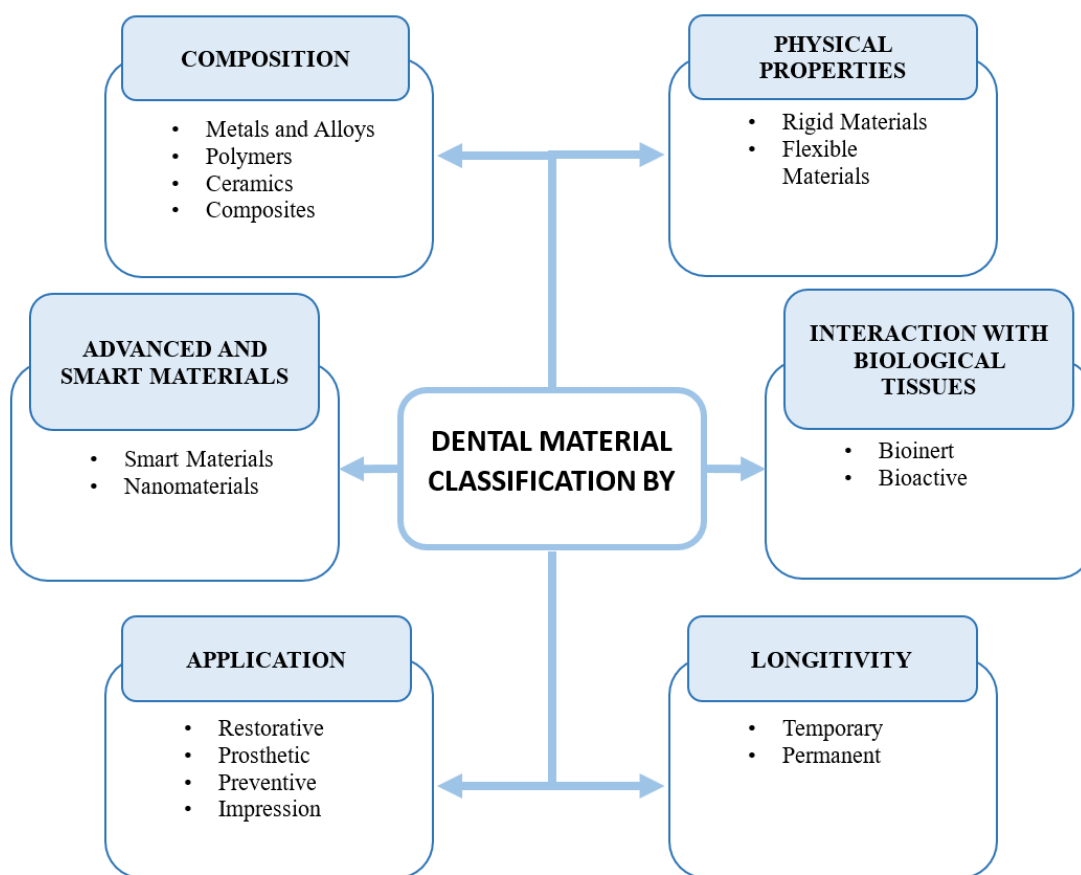 COMPOSITION
• Metals and Alloys
• Polymers
• Ceramics
• Composites
PHYSICAL
PROPERTIES
• Rigid Materials
• Flexible
Materials
ADVANCED AND
SMART MATERIALS
• Smart Materials
• Nanomaterials
DENTAL MATERIAL
CLASSIFICATION BY
INTERACTION WITH
BIOLOGICAL
TISSUES
• Bioinert
• Bioactive
APPLICATION
• Restorative
• Prosthetic
• Preventive
• Impression
LONGITIVITY
• Temporary
• Permanent